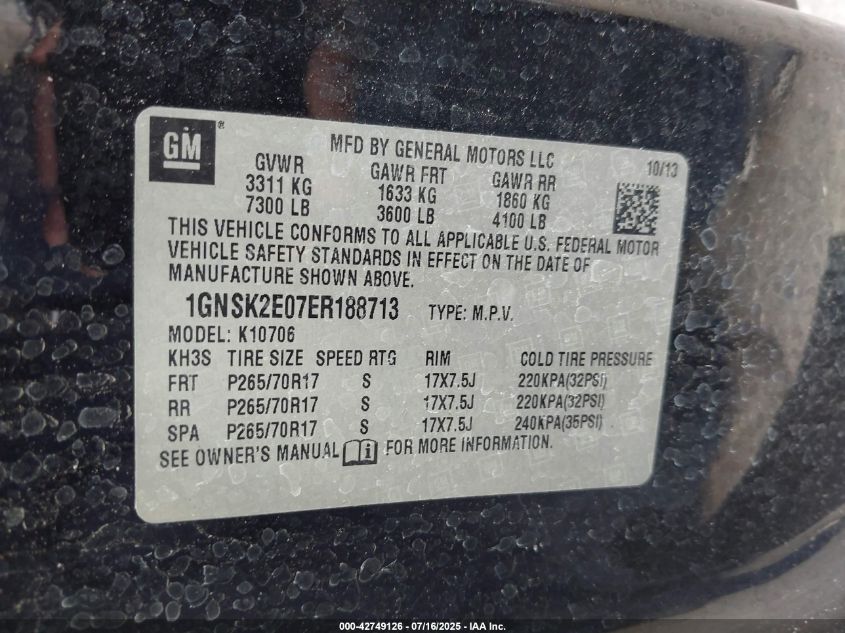 GM®
MFD BY GENERAL MOTORS LLC
10/13
GVWR GAWR FRT GAWR RR
3311 KG 1633 KG 1860 KG
7300 LB 3600 LB 4100 LB
THIS VEHICLE CONFORMS TO ALL APPLICABLE U.S. FEDERAL MOTOR
VEHICLE SAFETY STANDARDS IN EFFECT ON THE DATE OF
MANUFACTURE SHOWN ABOVE.
1GNSK2E07ER188713 TYPE: M.P.V.
MODEL: K10706
KH3S TIRE SIZE SPEED RTG RIM COLD TIRE PRESSURE
FRT P265/70R17 S 17X7.5J 220KPA(32PSI)
RR P265/70R17 S 17X7.5J 220KPA(32PSI)
SPA P265/70R17 S 17X7.5J 240KPA(35PSI)
SEE OWNER'S MANUAL i FOR MORE INFORMATION.
000-42749126 - 07/16/2025 - IAA Inc.